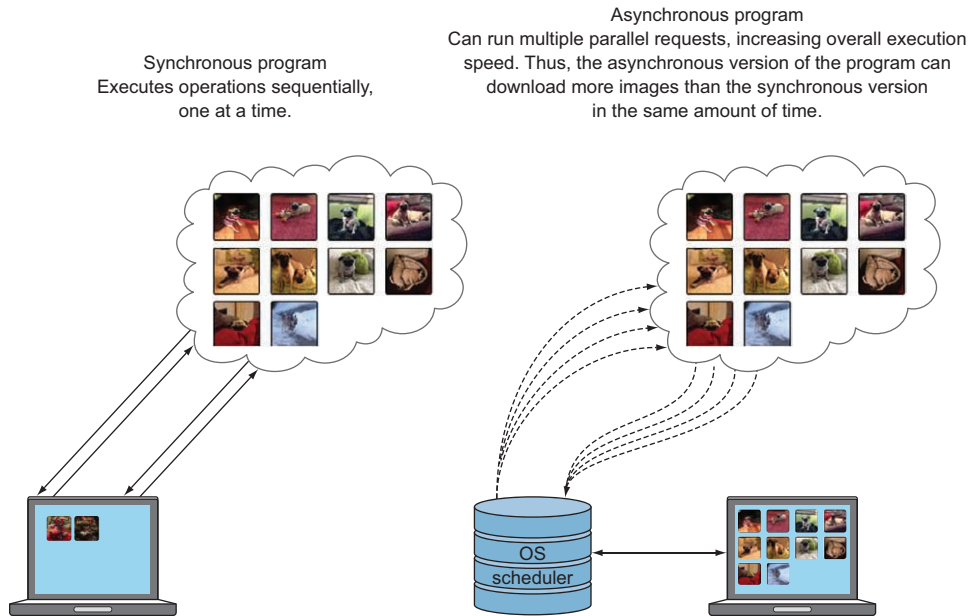 Synchronous program
Executes operations sequentially,
one at a time.
Asynchronous program
Can run multiple parallel requests, increasing overall execution
speed. Thus, the asynchronous version of the program can
download more images than the synchronous version
in the same amount of time.
OS
scheduler